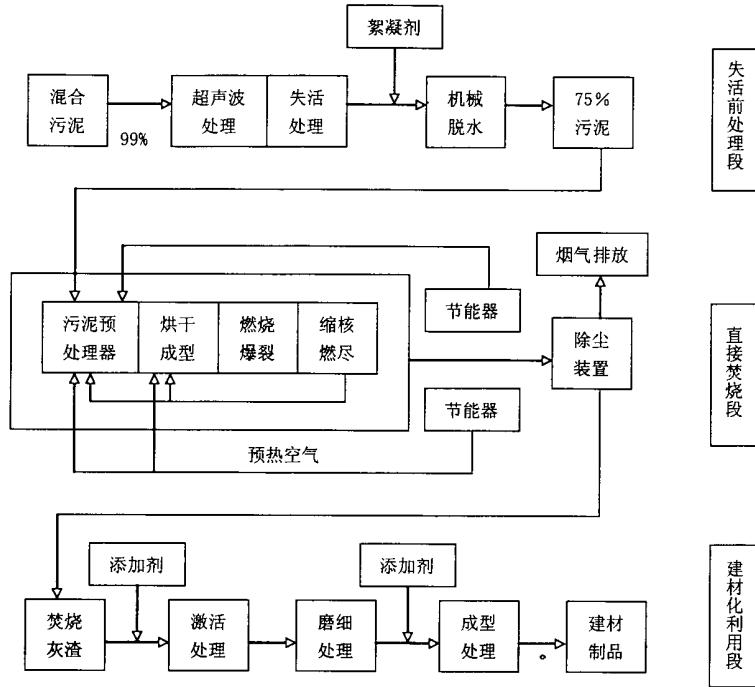 絮凝剂
混合
污泥
99%
超声波
处理
失活
处理
机械
脱水
75%
污泥
失活前处理段
烟气排放
节能器
污泥预
处理器
烘干
成型
燃烧
爆裂
缩核
燃尽
除尘
装置
节能器
预热空气
直接焚烧段
添加剂
添加剂
焚烧
灰渣
激活
处理
磨细
处理
成型
处理
建材
制品
建材化利用段